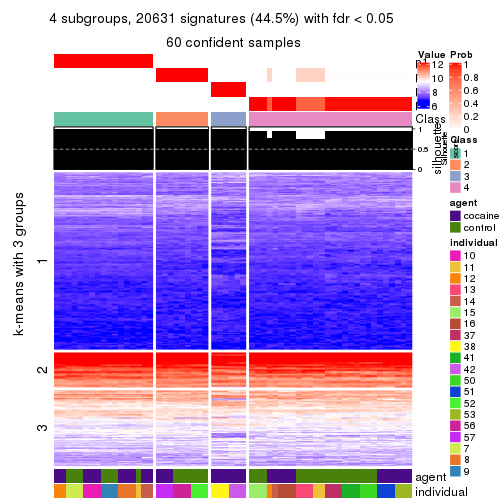 4 subgroups, 20631 signatures (44.5%) with fdr < 0.05
60 confident samples
Class
1
0.5
0
silhouette
k-means with 3 groups
1
2
3
agent
individual
Value
12
10
8
6
Prob
1
0.8
0.6
0.4
0.2
0
Class
1
2
3
4
agent
cocaine
control
individual
10
11
12
13
14
15
16
37
38
41
42
50
51
52
53
56
57
7
8
9